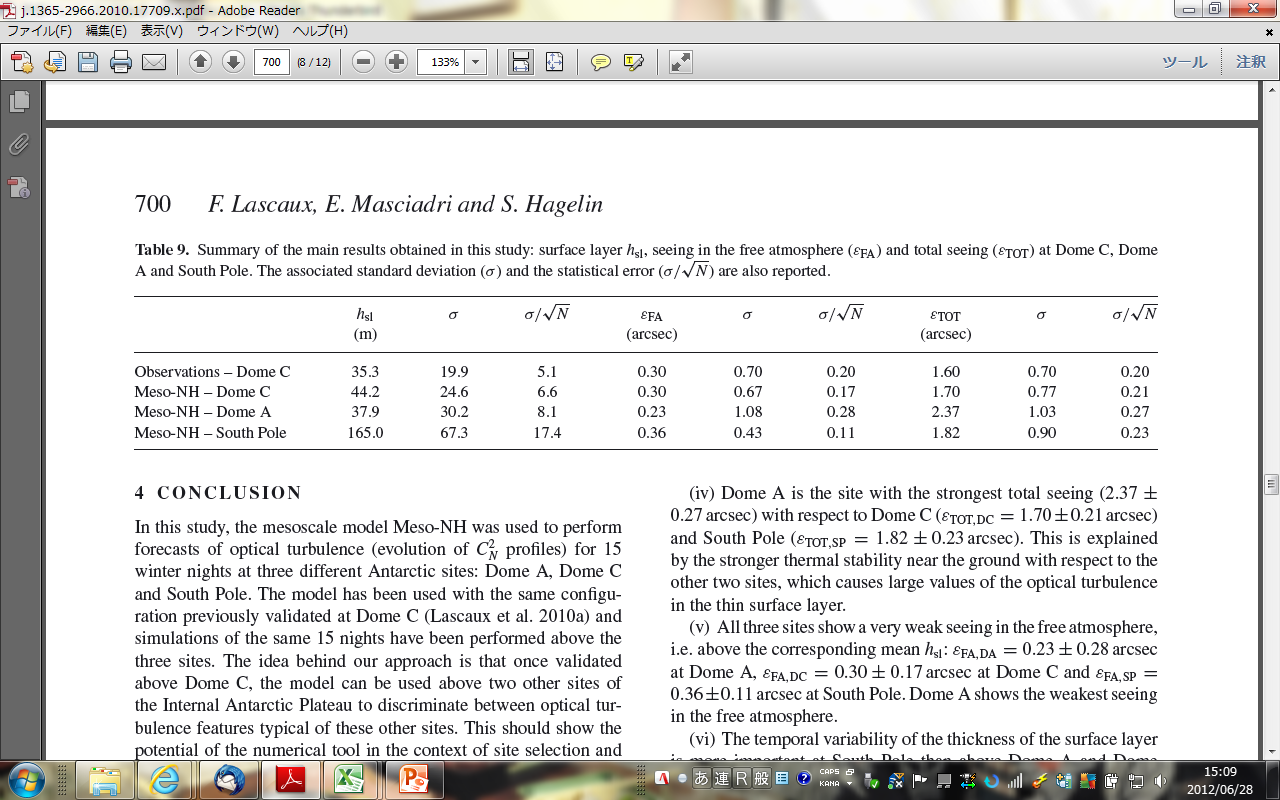 j.1365-2966.2010.17709.x.pdf - Adobe Reader
ファイル(F) 編集(E) 表示(V) ウィンドウ(W) ヘルプ(H)
700 (8 / 12) 133% ツール 注釈
700 F. Lascaux, E. Masciadri and S. Hagelin
Table 9. Summary of the main results obtained in this study: surface layer hsl, seeing in the free atmosphere (εFA) and total seeing (εTOT) at Dome C, Dome
A and South Pole. The associated standard deviation (σ) and the statistical error (σ/√N) are also reported.
hsl σ σ/√N εFA σ σ/√N εTOT σ σ/√N
(m) (arcsec) (arcsec)
Observations – Dome C 35.3 19.9 5.1 0.30 0.70 0.20 1.60 0.70 0.20
Meso-NH – Dome C 44.2 24.6 6.6 0.30 0.67 0.17 1.70 0.77 0.21
Meso-NH – Dome A 37.9 30.2 8.1 0.23 1.08 0.28 2.37 1.03 0.27
Meso-NH – South Pole 165.0 67.3 17.4 0.36 0.43 0.11 1.82 0.90 0.23
4 CONCLUSION
In this study, the mesoscale model Meso-NH was used to perform
forecasts of optical turbulence (evolution of C²N profiles) for 15
winter nights at three different Antarctic sites: Dome A, Dome C
and South Pole. The model has been used with the same configu-
ration previously validated at Dome C (Lascaux et al. 2010a) and
simulations of the same 15 nights have been performed above the
three sites. The idea behind our approach is that once validated
above Dome C, the model can be used above two other sites of
the Internal Antarctic Plateau to discriminate between optical tur-
bulence features typical of these other sites. This should show the
potential of the numerical tool in the context of site selection and
(iv) Dome A is the site with the strongest total seeing (2.37 ±
0.27 arcsec) with respect to Dome C (εTOT,DC = 1.70 ± 0.21 arcsec)
and South Pole (εTOT,SP = 1.82 ± 0.23 arcsec). This is explained
by the stronger thermal stability near the ground with respect to the
other two sites, which causes large values of the optical turbulence
in the thin surface layer.
(v) All three sites show a very weak seeing in the free atmosphere,
i.e. above the corresponding mean hsl: εFA,DA = 0.23 ± 0.28 arcsec
at Dome A, εFA,DC = 0.30 ± 0.17 arcsec at Dome C and εFA,SP =
0.36 ± 0.11 arcsec at South Pole. Dome A shows the weakest seeing
in the free atmosphere.
(vi) The temporal variability of the thickness of the surface layer
is more important at South Pole than above Dome A and Dome
A あ 連 R 般 CAPS KANA 15:09
2012/06/28